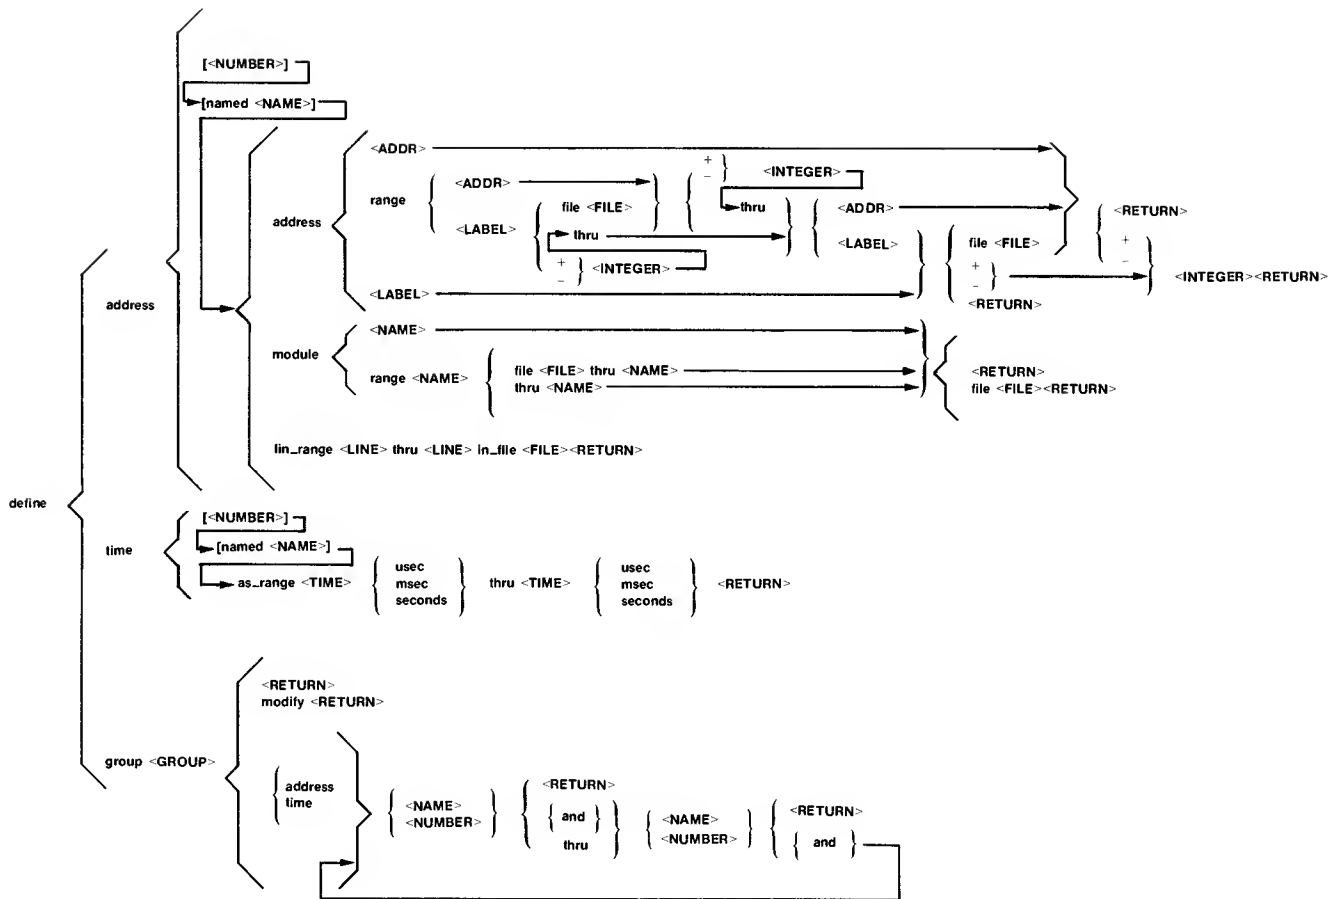 [<NUMBER>]
[named <NAME>]
<ADDR>
+
-
<INTEGER>
<ADDR>
range
file <FILE>
thru
<ADDR>
<RETURN>
address
<LABEL>
thru
<LABEL>
file <FILE>
+
-
+
-
<INTEGER>
+
-
<INTEGER><RETURN>
<LABEL>
<RETURN>
address
<NAME>
module
range <NAME>
file <FILE> thru <NAME>
thru <NAME>
<RETURN>
file <FILE><RETURN>
lin_range <LINE> thru <LINE> in_file <FILE><RETURN>
define
[<NUMBER>]
time
[named <NAME>]
as_range <TIME>
usec
msec
seconds
thru <TIME>
usec
msec
seconds
<RETURN>
<RETURN>
modify <RETURN>
group <GROUP>
address
time
<NAME>
<NUMBER>
<RETURN>
and
thru
<NAME>
<NUMBER>
<RETURN>
and